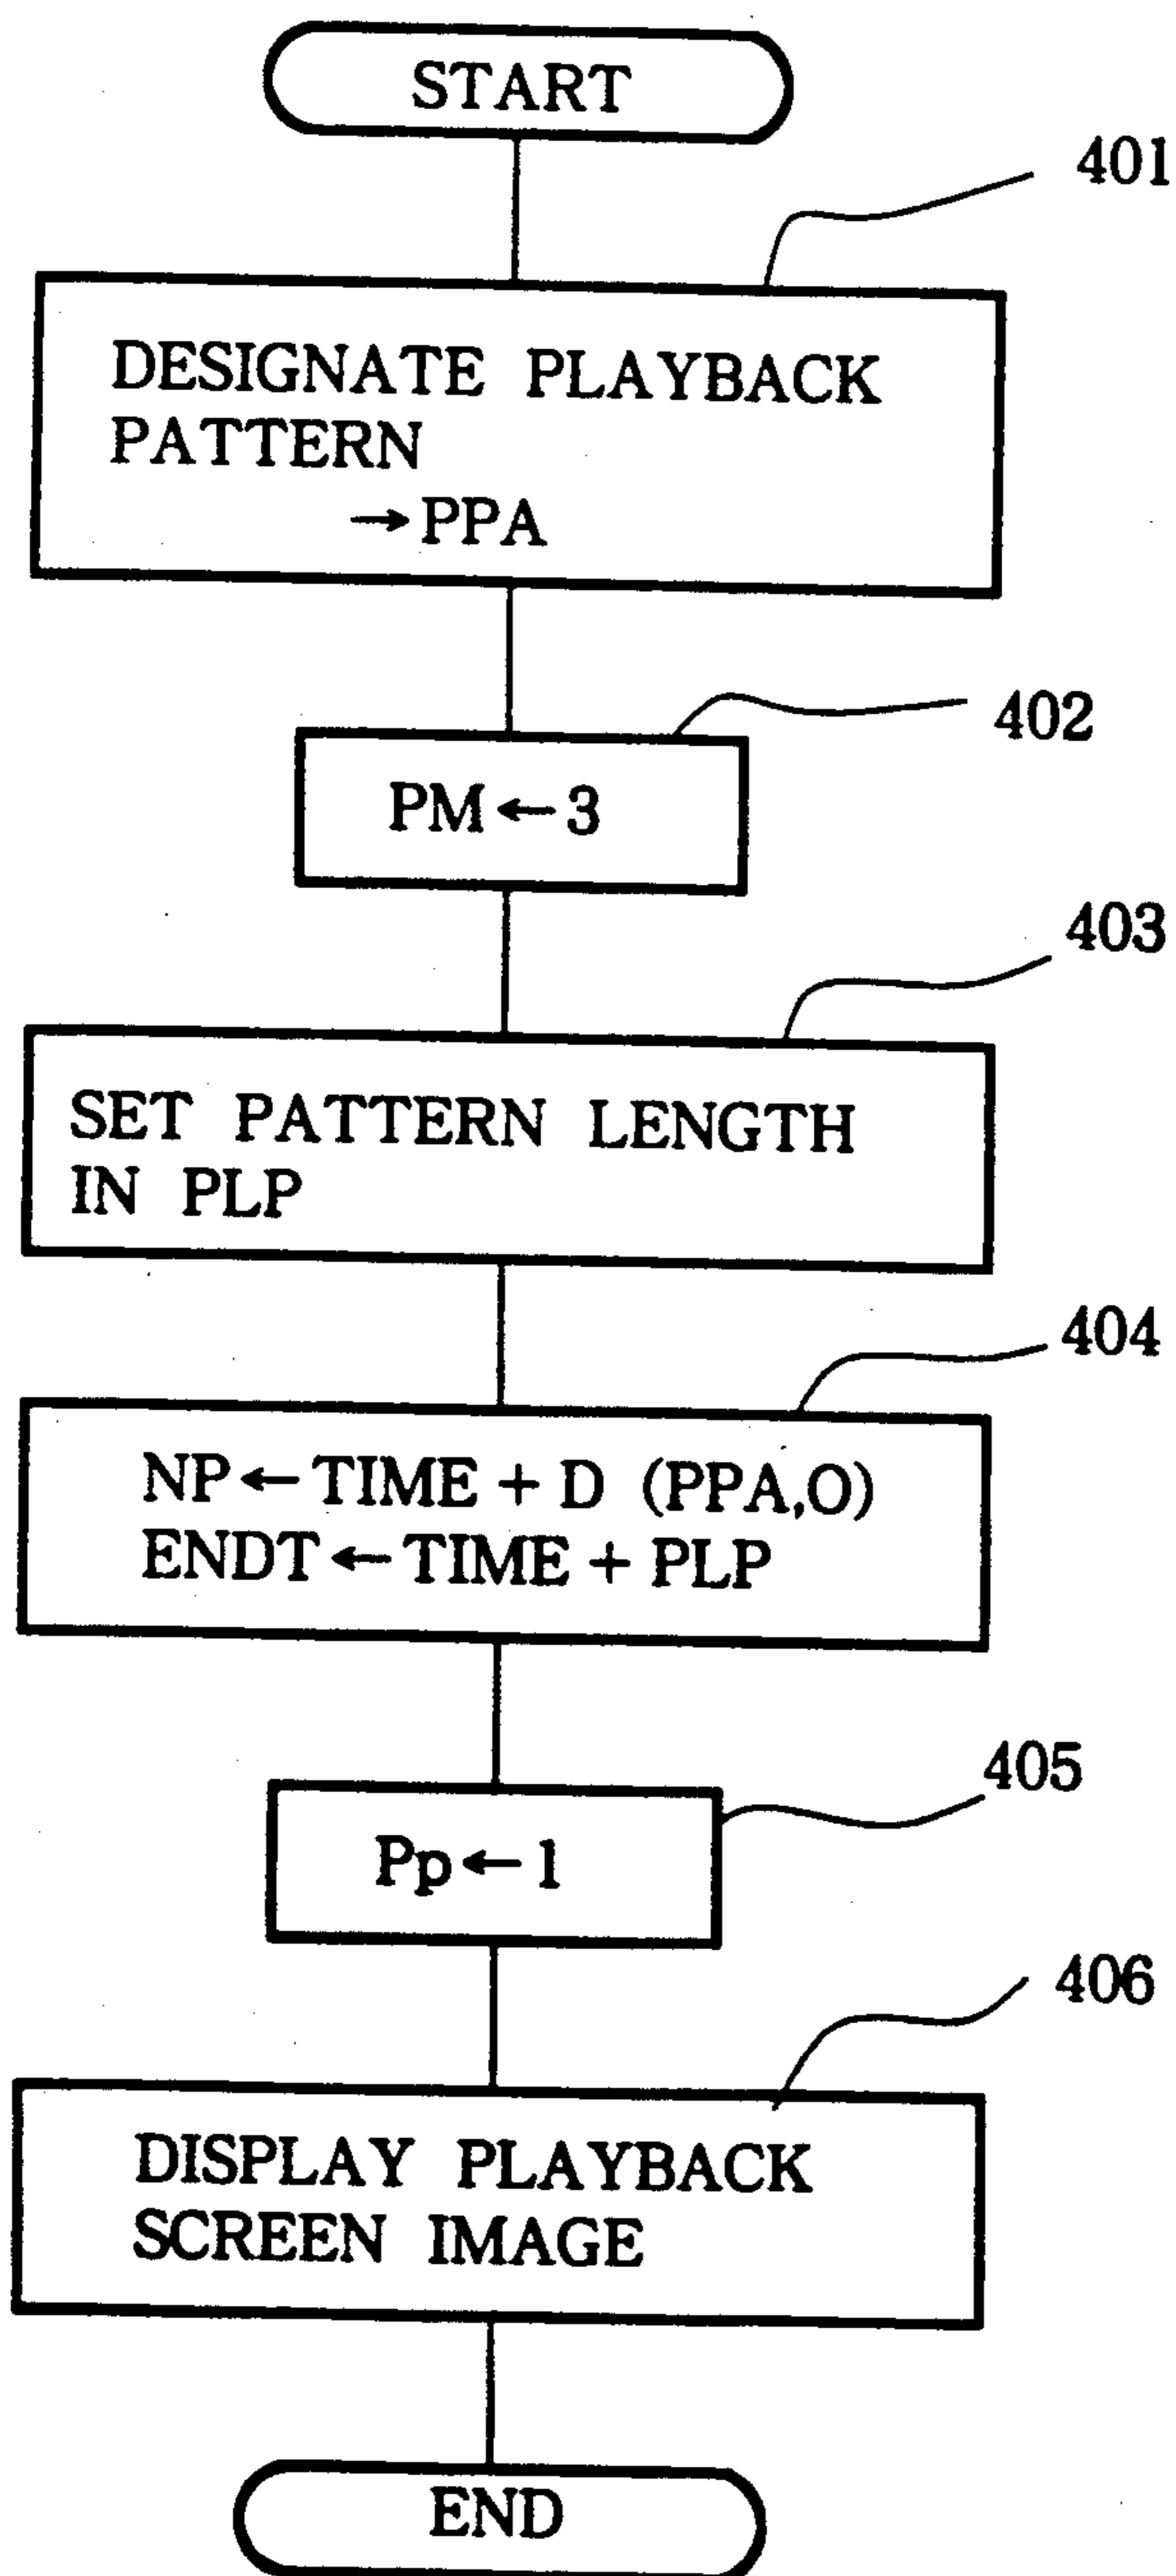 START
401
DESIGNATE PLAYBACK
PATTERN
→PPA
402
PM←3
403
SET PATTERN LENGTH
IN PLP
404
NP←TIME + D (PPA,O)
ENDT←TIME + PLP
405
Pp←1
406
DISPLAY PLAYBACK
SCREEN IMAGE
END